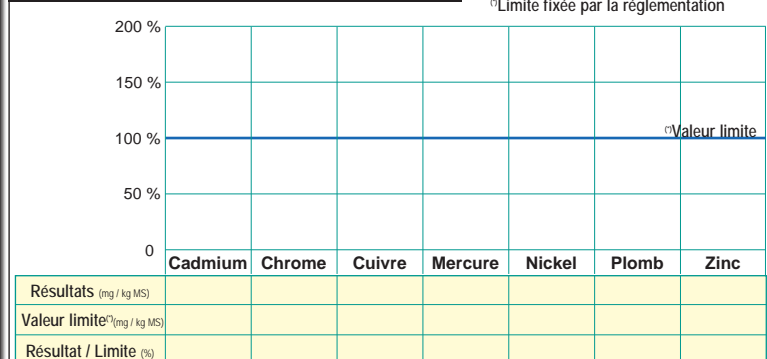 (*)Limite fixée par la réglementation
200 %
150 %
100 %
(*)Valeur limite
50 %
0
Cadmium Chrome Cuivre Mercure Nickel Plomb Zinc
Résultats (mg / kg MS)
Valeur limite(*)(mg / kg MS)
Résultat / Limite (%)